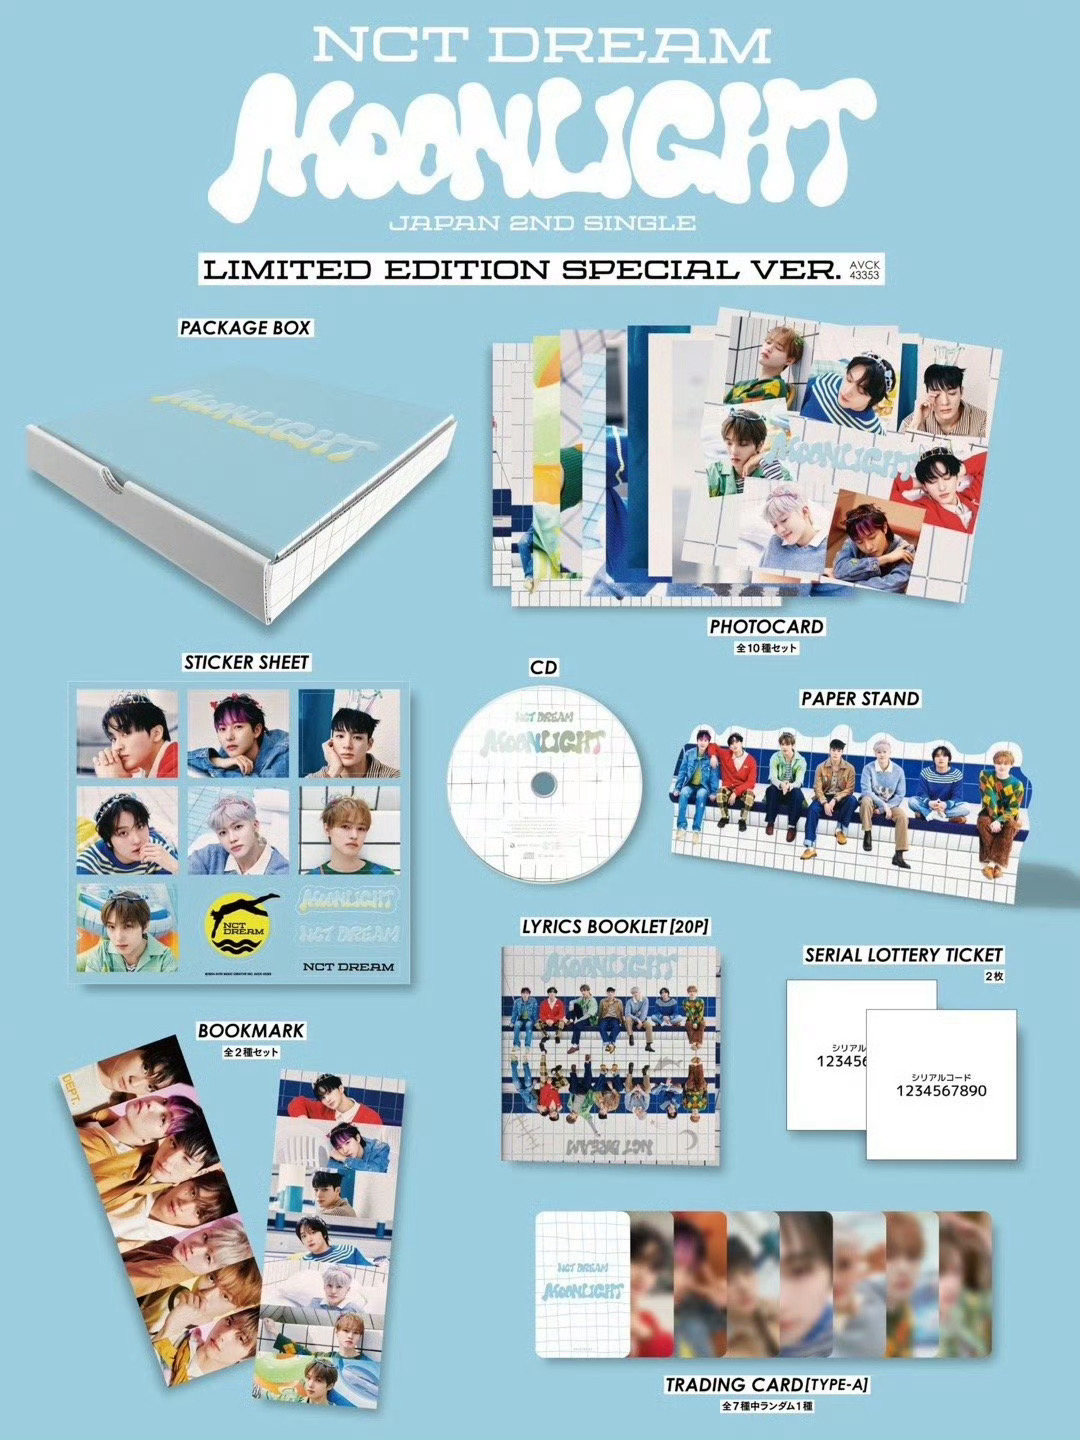 NCT DREAM
MOONLIGHT
JAPAN 2ND SINGLE
LIMITED EDITION SPECIAL VER. AVCK
43353
PACKAGE BOX
MOONLIGHT
MOONLIGHT
PHOTOCARD
全10種セット
STICKER SHEET
NCT
DREAM
MOONLIGHT
NCT DREAM
NCT DREAM
CD
NCT DREAM
MOONLIGHT
PAPER STAND
LYRICS BOOKLET[20P]
MOONLIGHT
NCT DREAM
SERIAL LOTTERY TICKET
2枚
シリアル
123456
シリアルコード
1234567890
BOOKMARK
全2種セット
DEPT.
NCT DREAM
MOONLIGHT
TRADING CARD[TYPE-A]
全7種中ランダム1種